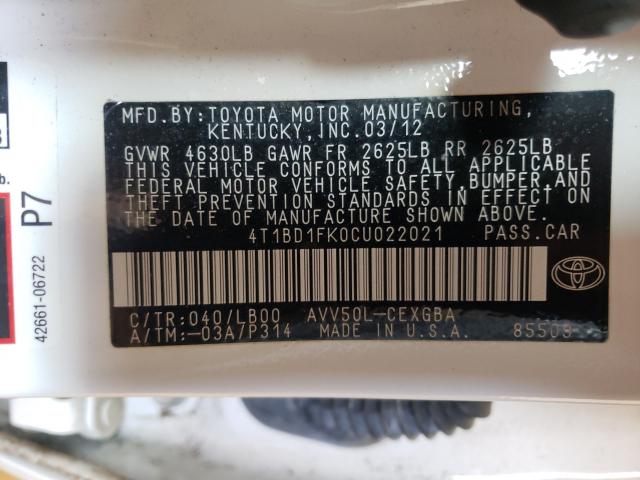 MFD.BY:TOYOTA MOTOR MANUFACTURING,
KENTUCKY, INC.03/12
GVWR 4630LB GAWR FR 2625LB RR 2625LB
THIS VEHICLE CONFORMS TO ALL APPLICABLE
FEDERAL MOTOR VEHICLE SAFETY,BUMPER,AND
THEFT PREVENTION STANDARDS IN EFFECT ON
THE DATE OF MANUFACTURE SHOWN ABOVE.
4T1BD1FK0CU022021 PASS.CAR
C/TR:040/LB00 AVV50L-CEXGBA
A/TM:-03A7P314 MADE IN U.S.A. 85503
P7
42661-06722